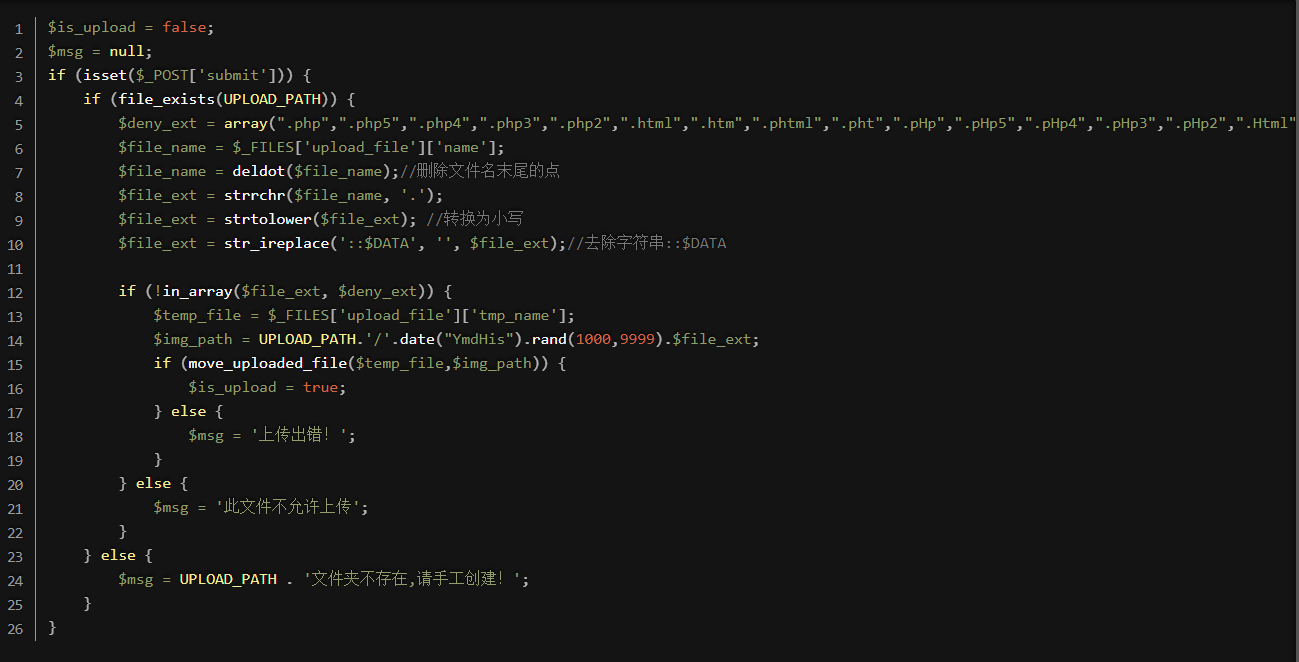 1 $is_upload = false;
2 $msg = null;
3 if (isset($_POST['submit'])) {
4 if (file_exists(UPLOAD_PATH)) {
5 $deny_ext = array(".php",".php5",".php4",".php3",".php2",".html",".htm",".phtml",".pht",".pHp",".pHp5",".pHp4",".pHp3",".pHp2",".Html"
6 $file_name = $_FILES['upload_file']['name'];
7 $file_name = deldot($file_name);//删除文件名末尾的点
8 $file_ext = strrchr($file_name, '.');
9 $file_ext = strtolower($file_ext); //转换为小写
10 $file_ext = str_ireplace('::$DATA', '', $file_ext);//去除字符串::$DATA
11
12 if (!in_array($file_ext, $deny_ext)) {
13 $temp_file = $_FILES['upload_file']['tmp_name'];
14 $img_path = UPLOAD_PATH.'/'.date("YmdHis").rand(1000,9999).$file_ext;
15 if (move_uploaded_file($temp_file,$img_path)) {
16 $is_upload = true;
17 } else {
18 $msg = '上传出错！';
19 }
20 } else {
21 $msg = '此文件不允许上传';
22 }
23 } else {
24 $msg = UPLOAD_PATH . '文件夹不存在,请手工创建！';
25 }
26 }